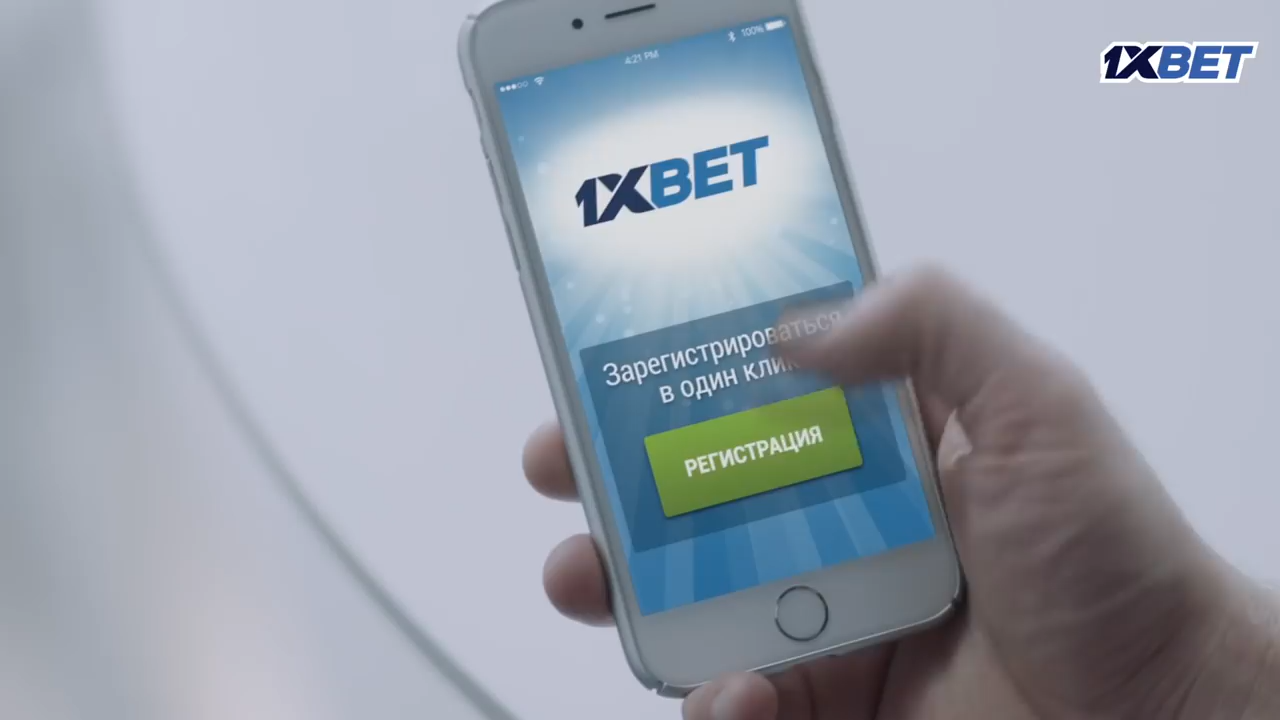 1XBET
4:21 PM
100%
1XBET
Зарегистрироваться
в один
РЕГИСТРАЦИЯ